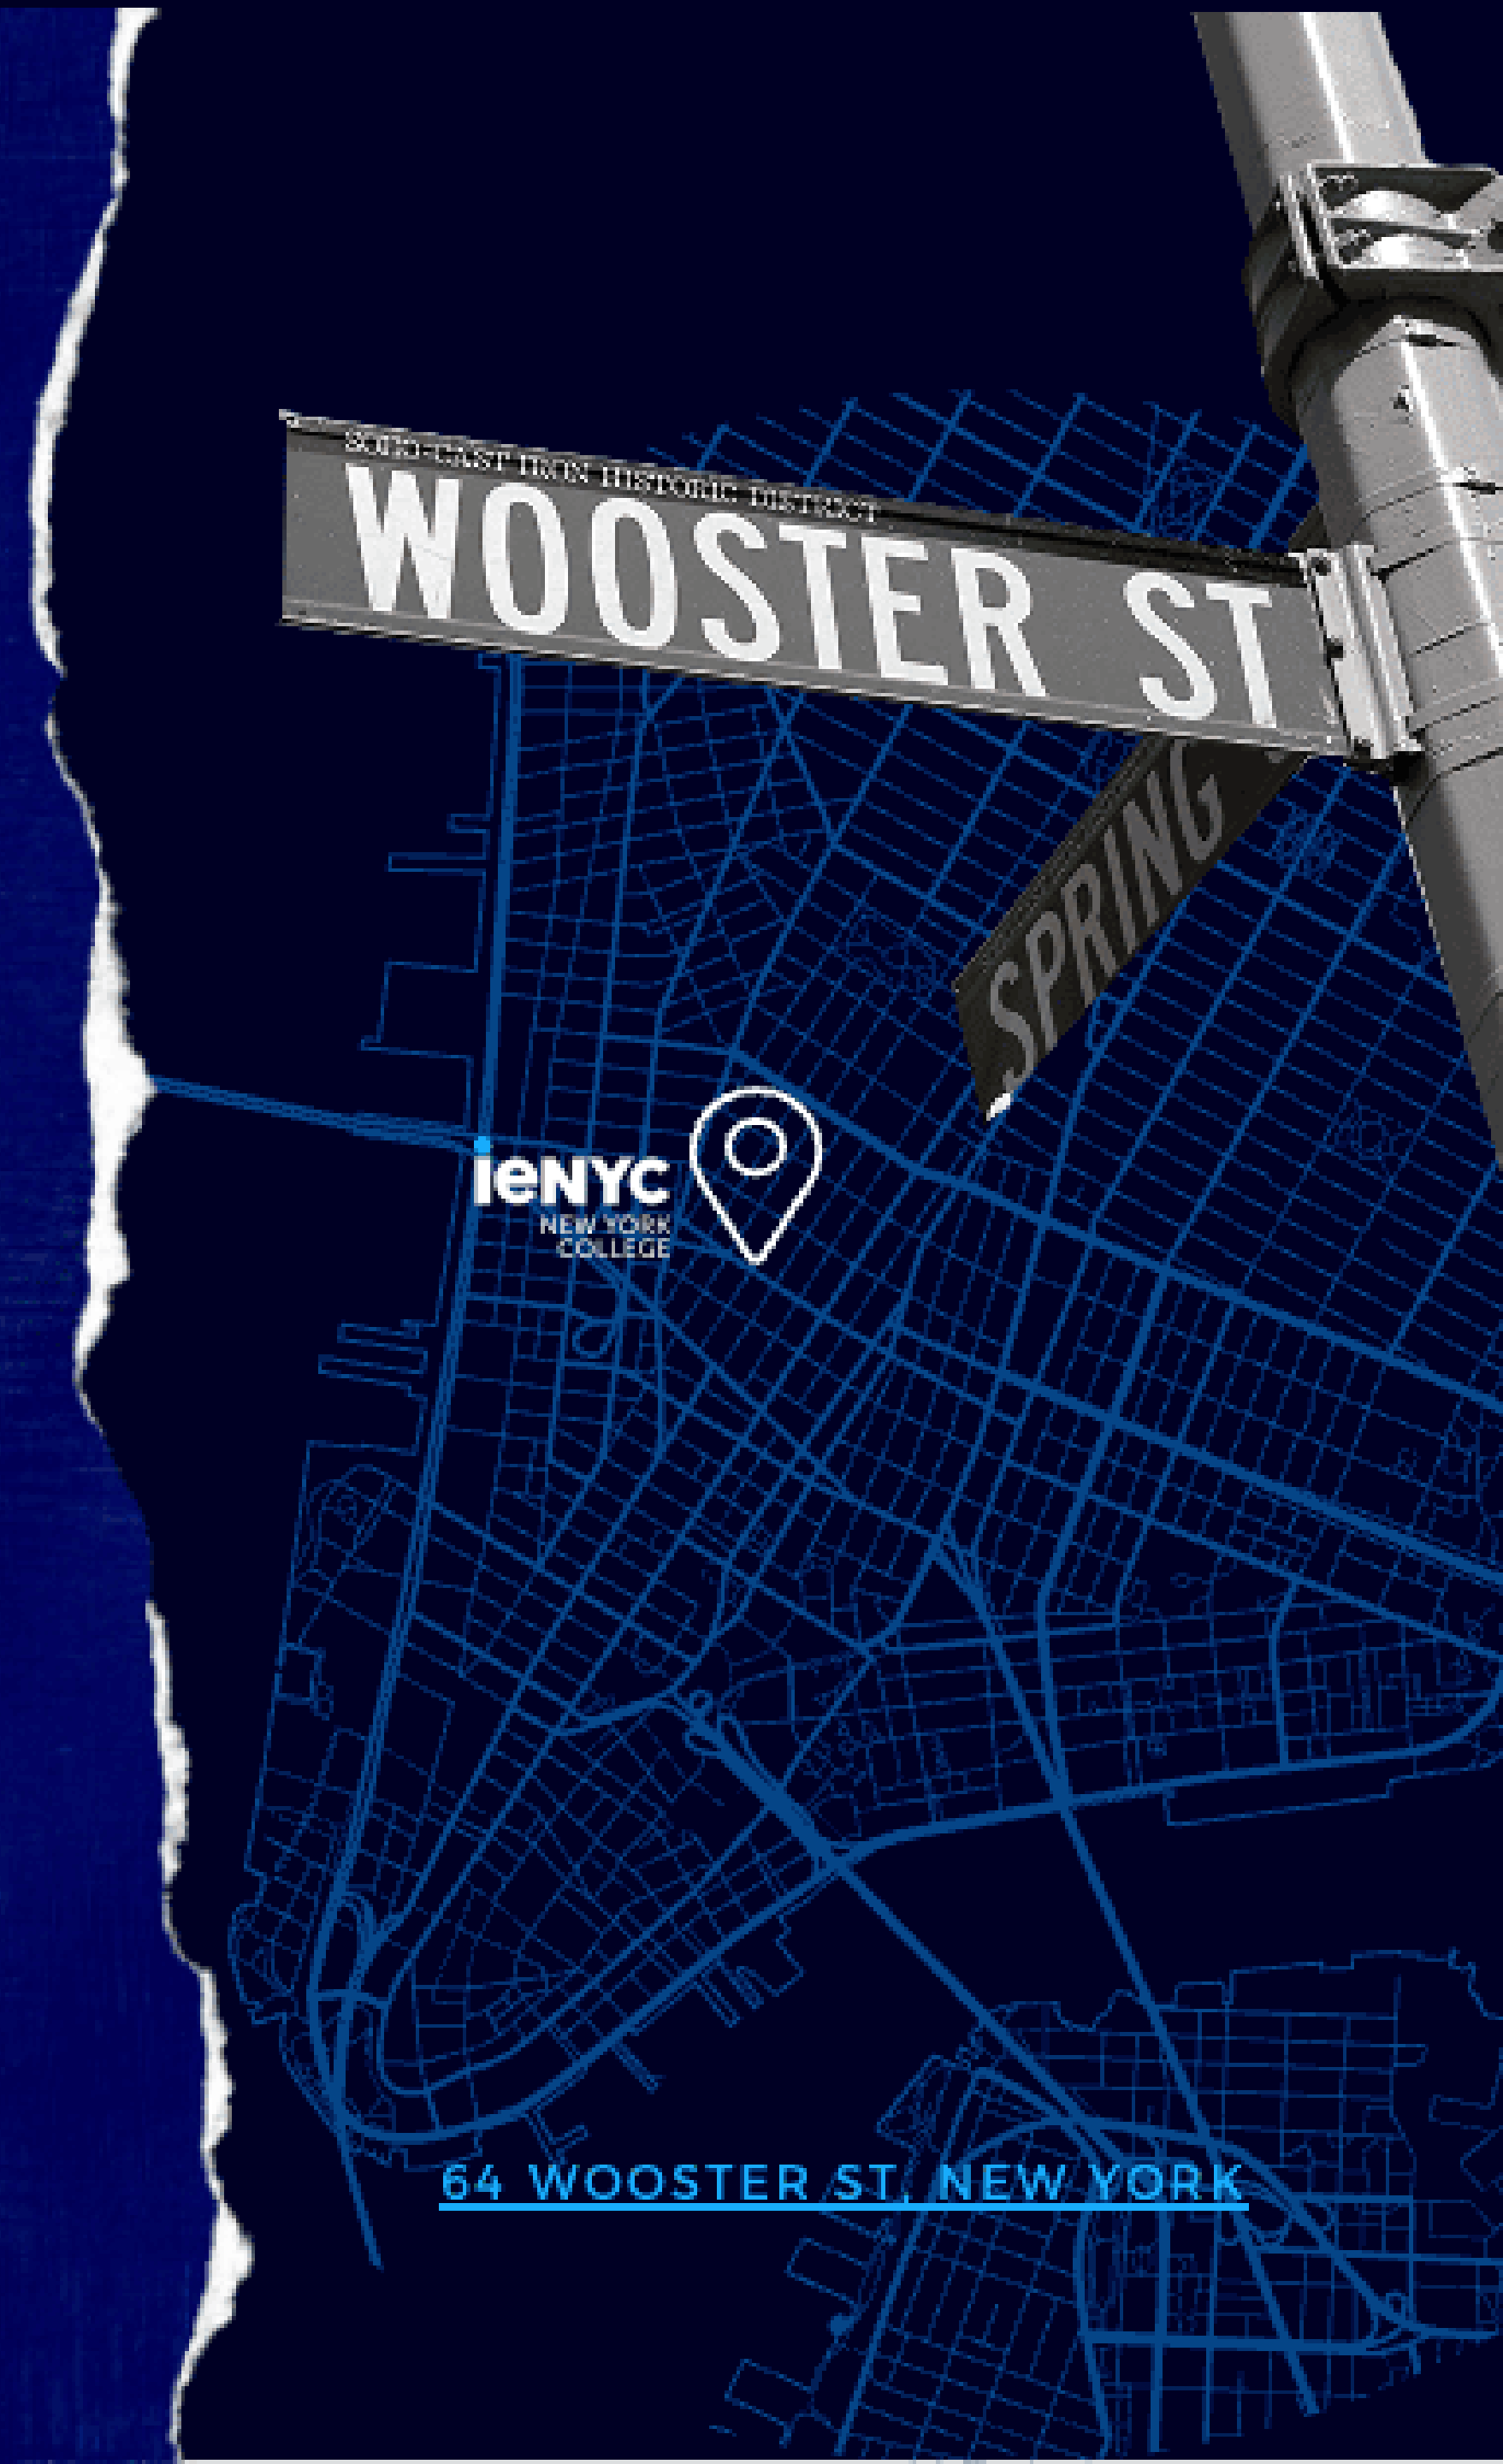 SOHO-CAST IRON HISTORIC DISTRICT
WOOSTER ST
SPRING
ieNYC
NEW YORK
COLLEGE
64 WOOSTER ST, NEW YORK